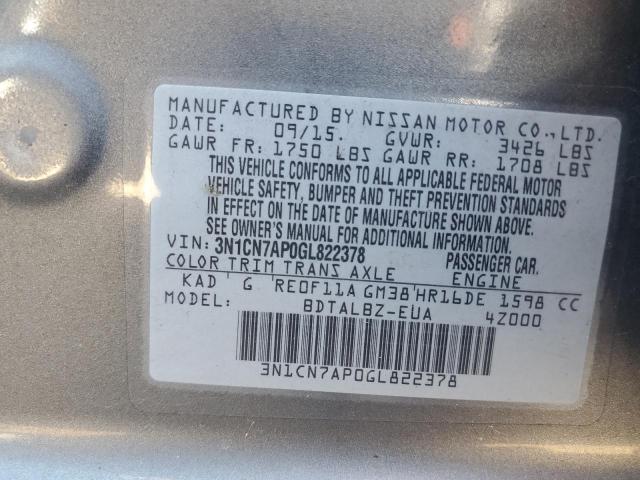 MANUFACTURED BY NISSAN MOTOR CO.,LTD.
DATE: 09/15. GVWR: 3426 LBS
GAWR FR: 1750 LBS GAWR RR: 1708 LBS
THIS VEHICLE CONFORMS TO ALL APPLICABLE FEDERAL MOTOR
VEHICLE SAFETY, BUMPER AND THEFT PREVENTION STANDARDS
IN EFFECT ON THE DATE OF MANUFACTURE SHOWN ABOVE.
SEE OWNER'S MANUAL FOR ADDITIONAL INFORMATION.
VIN: 3N1CN7AP0GL822378 PASSENGER CAR.
COLOR TRIM TRANS AXLE ENGINE
KAD ' G RE0F11A GM38'HR16DE 1598 CC
MODEL: BDTALBZ-EUA 4Z000
3N1CN7AP0GL822378